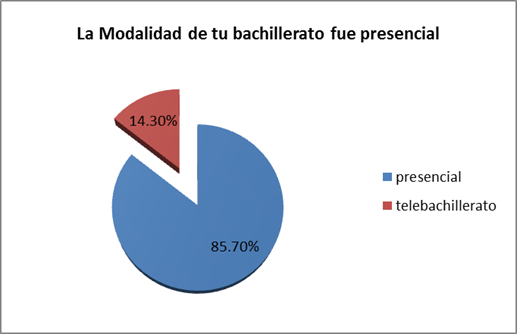 La Modalidad de tu bachillerato fue presencial
14.30%
presencial
telebachillerato
85.70%